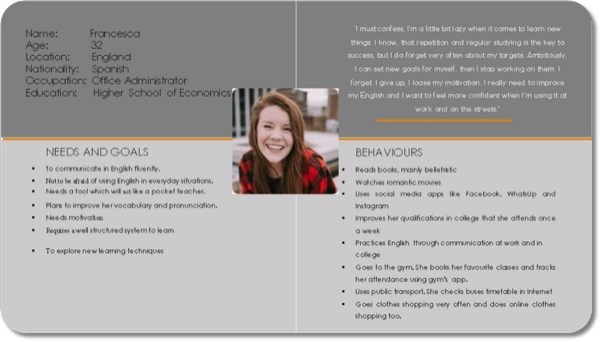 Name: Francesca
Age: 32
Location: England
Nationality: Spanish
Occupation: Office Administrator
Education: Higher School of Economics
"I must confess, I'm a little bit lazy when it comes to learn new
things. I know, that repetition and regular studying is the key to
success, but I do forget very often about my targets. Ambitiously,
I can set new goals for myself, then I stop working on them. I
forget, I give up, I loose my motivation. I really need to improve
my English and I want to feel more confident when I'm using it at
work and on the streets."
NEEDS AND GOALS
• To communicate in English fluently.
• Not to be afraid of using English in everyday situations.
• Needs a tool which will act like a pocket teacher.
• Plans to improve her vocabulary and pronunciation.
• Needs motivation
• Requires a well structured system to learn
• To explore new learning techniques
BEHAVIOURS
• Reads books, mainly belletristic
• Watches romantic movies
• Uses social media apps like Facebook, WhatsUp and
Instagram
• Improves her qualifications in college that she attends once
a week
• Practices English through communication at work and in
college
• Goes to the gym. She books her favourite classes and tracks
her attendance using gym's app.
• Uses public transport. She checks buses timetable in Internet
• Goes clothes shopping very often and does online clothes
shopping too.